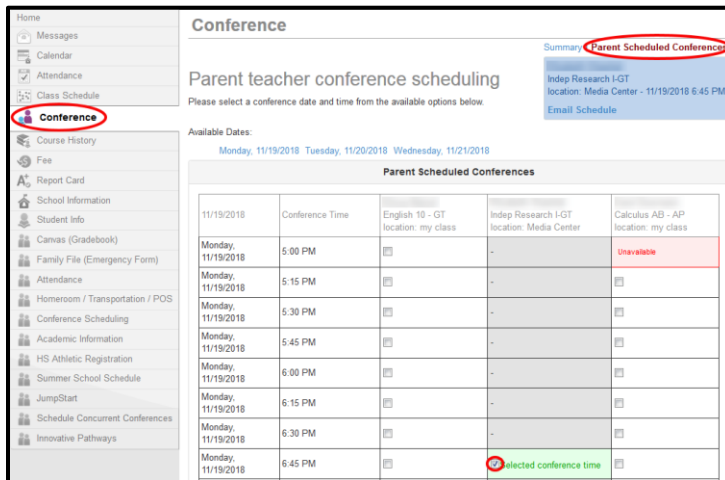 Home
Messages
Calendar
Attendance
Class Schedule
Conference
Course History
Fee
Report Card
School Information
Student Info
Canvas (Gradebook)
Family File (Emergency Form)
Attendance
Homeroom / Transportation / POS
Conference Scheduling
Academic Information
HS Athletic Registration
Summer School Schedule
JumpStart
Schedule Concurrent Conferences
Innovative Pathways
Conference
Summary Parent Scheduled Conferences
Indep Research I-GT
location: Media Center - 11/19/2018 6:45 PM
Email Schedule
Parent teacher conference scheduling
Please select a conference date and time from the available options below.
Available Dates:
Monday, 11/19/2018 Tuesday, 11/20/2018 Wednesday, 11/21/2018
Parent Scheduled Conferences
11/19/2018 Conference Time English 10 - GT Indep Research I-GT Calculus AB - AP
location: my class location: Media Center location: my class
Monday, 11/19/2018 5:00 PM - Unavailable
Monday, 11/19/2018 5:15 PM -
Monday, 11/19/2018 5:30 PM -
Monday, 11/19/2018 5:45 PM -
Monday, 11/19/2018 6:00 PM -
Monday, 11/19/2018 6:15 PM -
Monday, 11/19/2018 6:30 PM -
Monday, 11/19/2018 6:45 PM Selected conference time